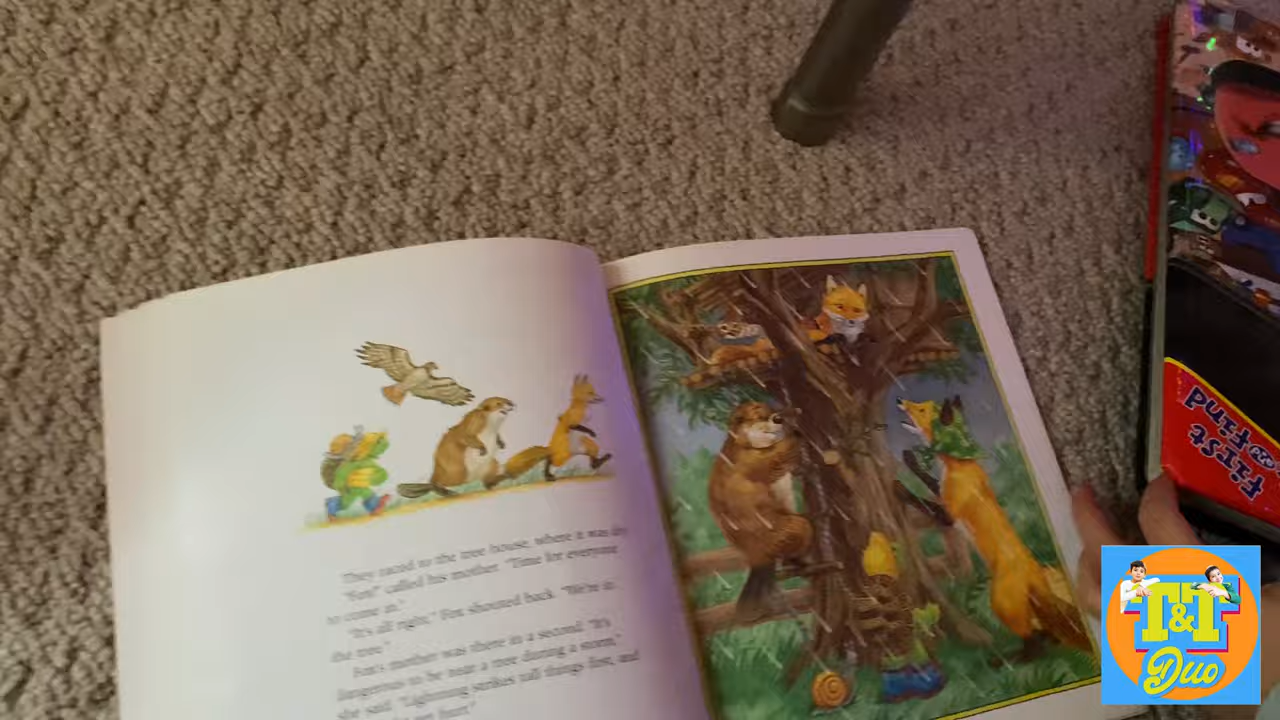 They raced to the tree house, where it was dry.
"Fox!" called his mother. "Time for everyone
to come in."
"It's all right," Fox shouted back. "We're in
the tree."
Fox's mother was there in a second. "It's
dangerous to be near a tree during a storm,"
she said. "Lightning strikes tall things first, and
First
Find
T&T
Duo